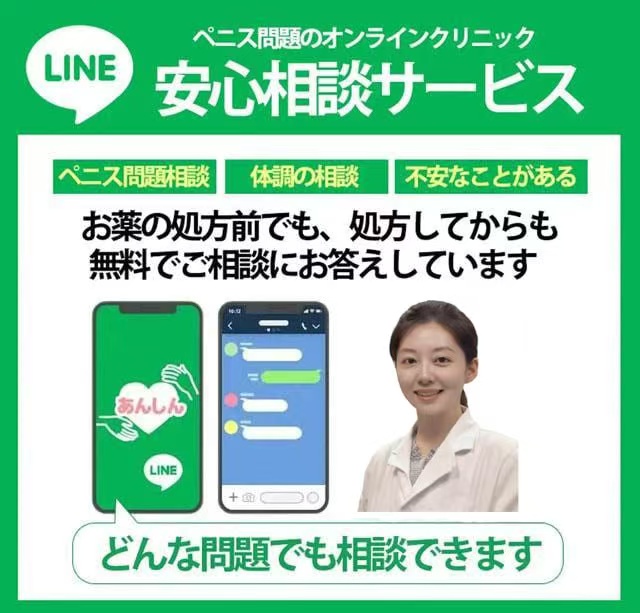 LINE
ペニス問題のオンラインクリニック
安心相談サービス
ペニス問題相談
体調の相談
不安なことがある
お薬の処方前でも、処方してからも
無料でご相談にお答えしています
あんしん
LINE
10:12
どんな問題でも相談できます